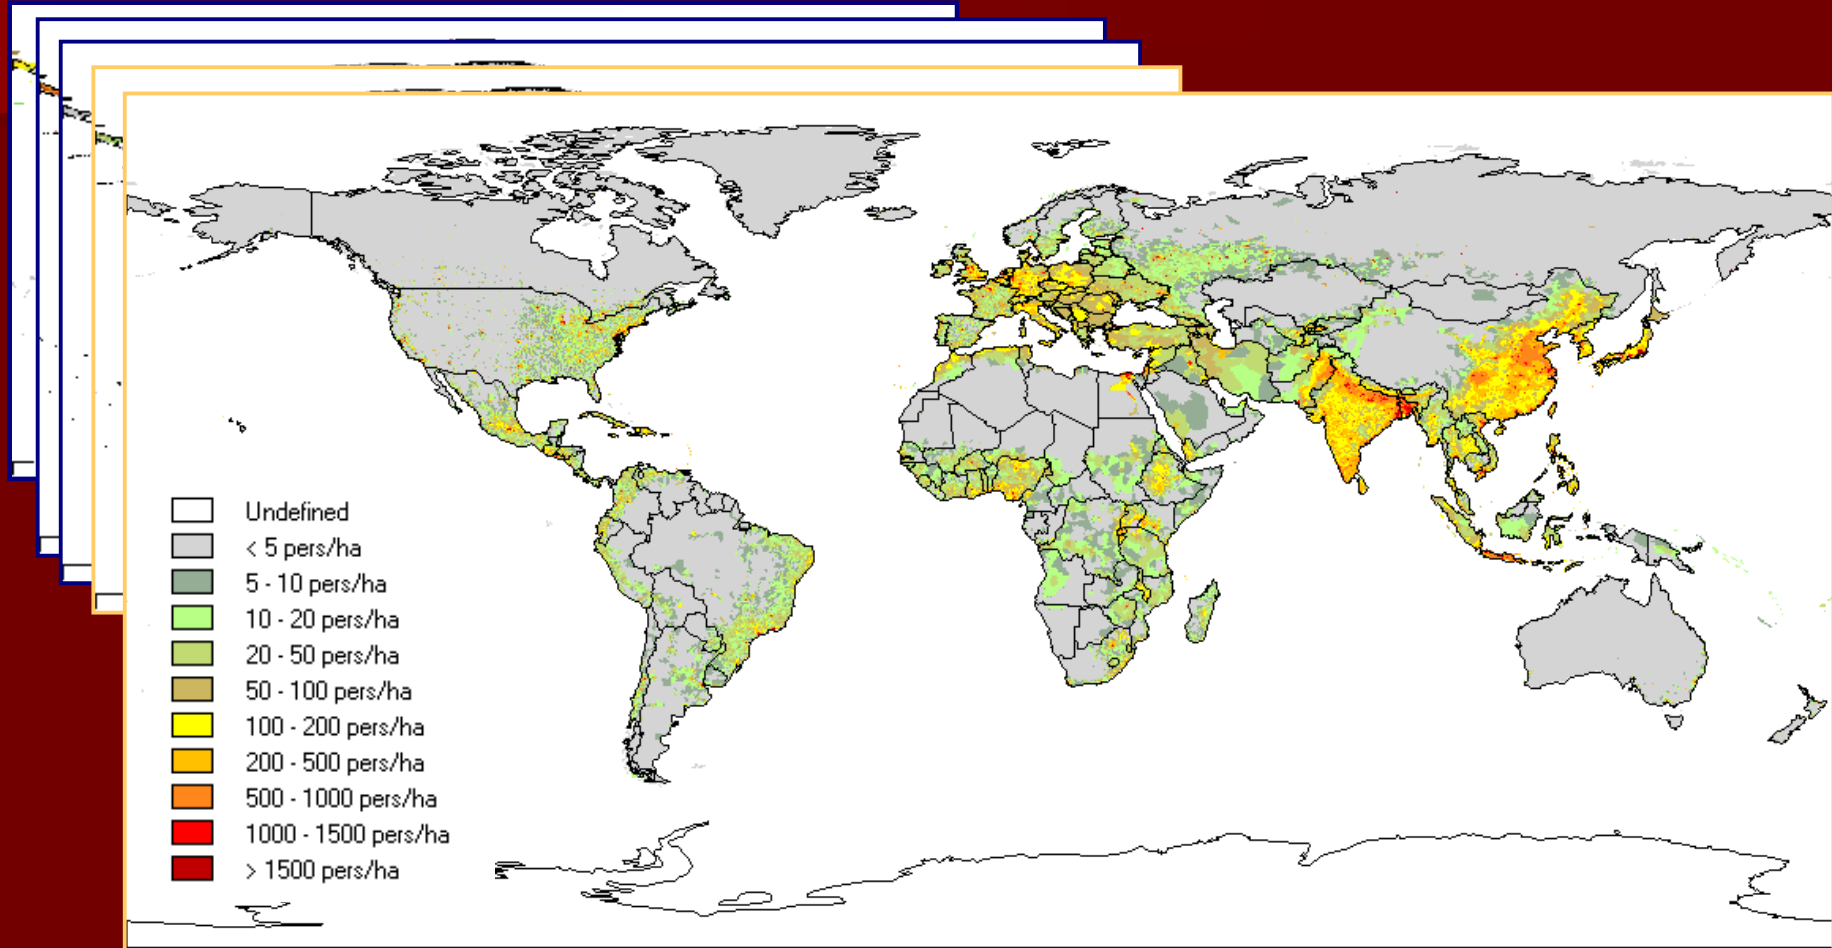 Undefined
< 5 pers/ha
5 - 10 pers/ha
10 - 20 pers/ha
20 - 50 pers/ha
50 - 100 pers/ha
100 - 200 pers/ha
200 - 500 pers/ha
500 - 1000 pers/ha
1000 - 1500 pers/ha
> 1500 pers/ha